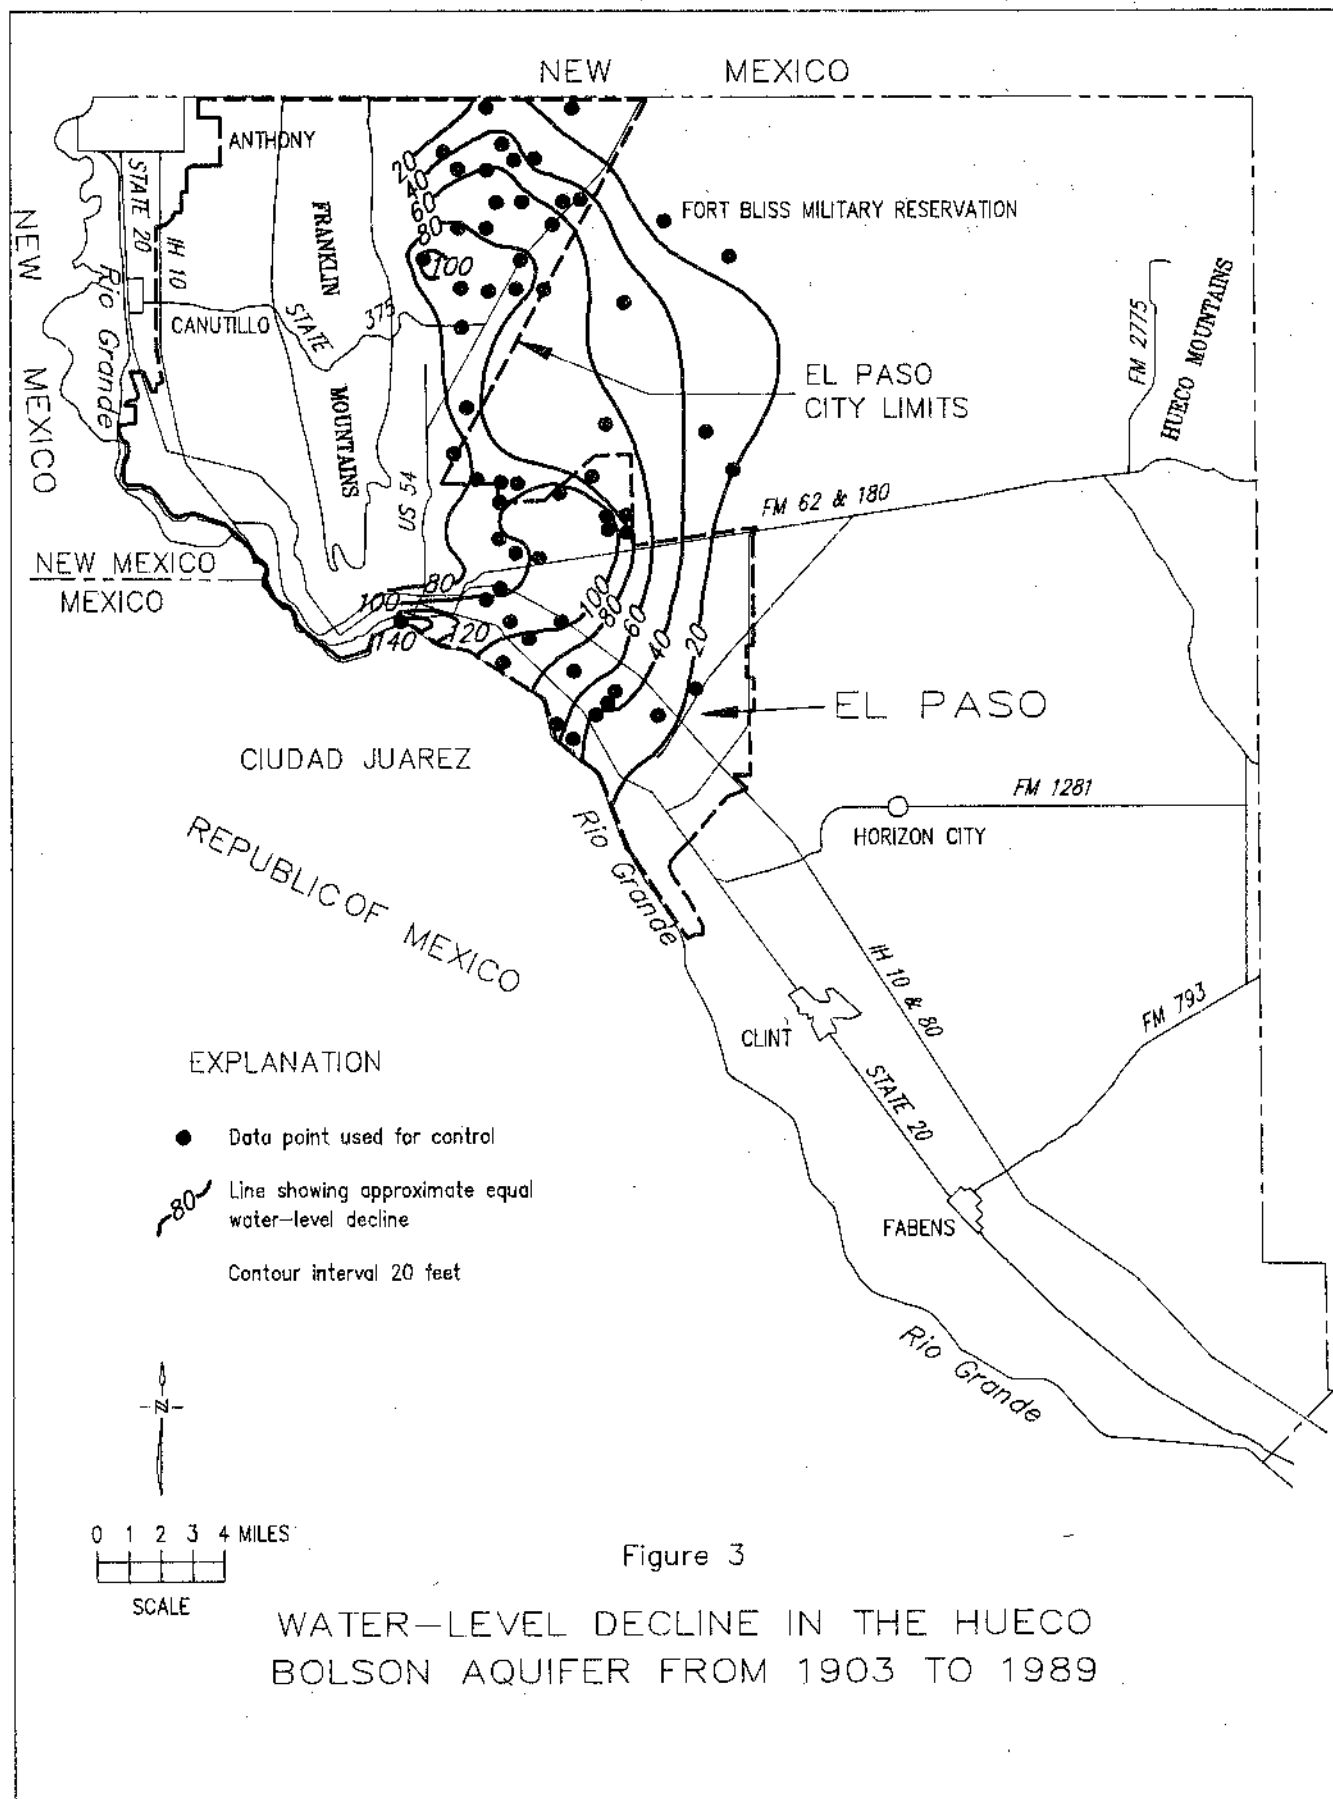 NEW MEXICO
ANTHONY
STATE 20
IH 10
NEW MEXICO
Rio Grande
CANUTILLO
FRANKLIN
MOUNTAINS
STATE
375
US 54
20
40
60
80
100
FORT BLISS MILITARY RESERVATION
EL PASO
CITY LIMITS
FM 2775
HUECO MOUNTAINS
FM 62 & 180
NEW MEXICO
MEXICO
80
100
120
140
100
80
60
40
20
EL PASO
CIUDAD JUAREZ
REPUBLIC OF MEXICO
Rio Grande
FM 1281
HORIZON CITY
IH 10 & 80
CLINT
STATE 20
FM 793
FABENS
Rio Grande
EXPLANATION
Data point used for control
80
Line showing approximate equal
water-level decline
Contour interval 20 feet
N
0 1 2 3 4 MILES
SCALE
Figure 3
WATER-LEVEL DECLINE IN THE HUECO
BOLSON AQUIFER FROM 1903 TO 1989